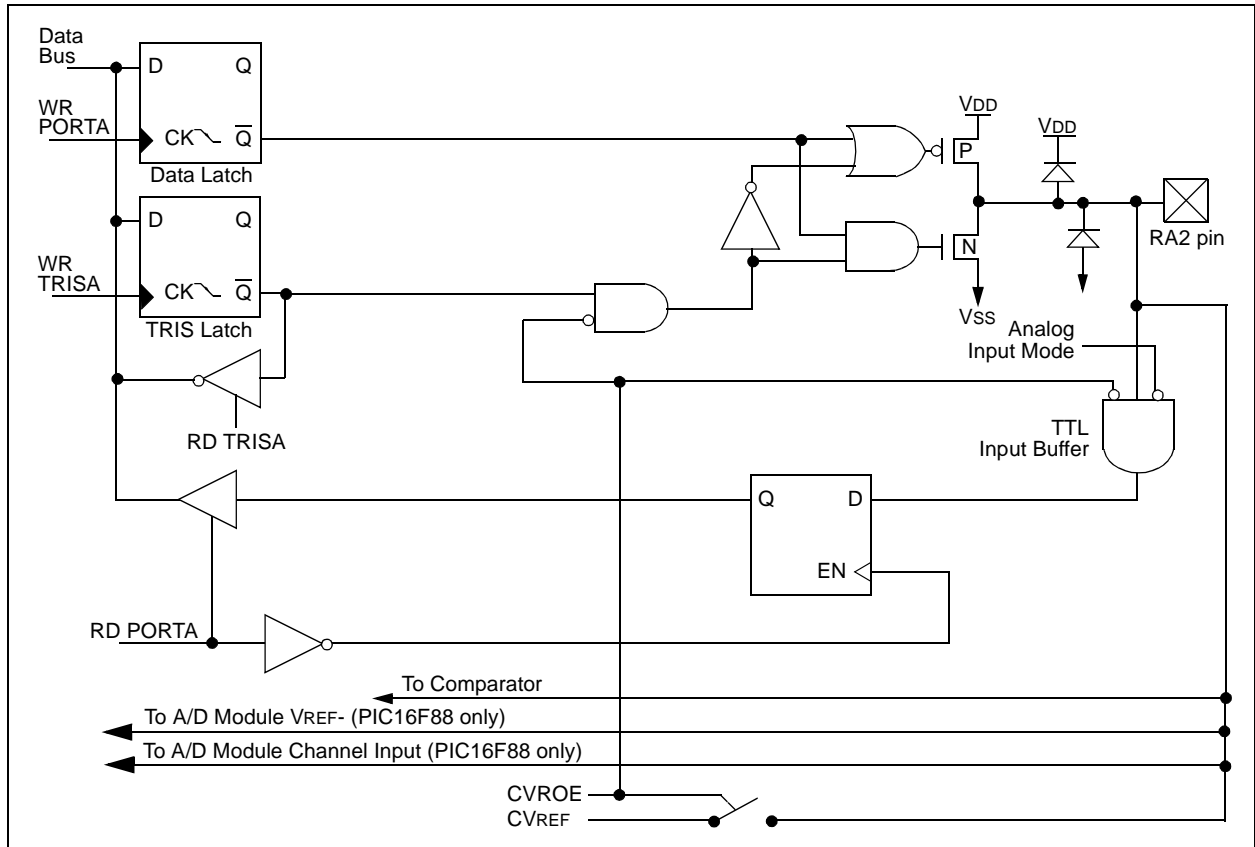 Data
Bus
D Q
WR
PORTA
CK Q
Data Latch
VDD
P
VDD
D Q
WR
TRISA
CK Q
TRIS Latch
N
VSS
RA2 pin
Analog
Input Mode
RD TRISA
TTL
Input Buffer
Q D
EN
RD PORTA
To Comparator
To A/D Module VREF- (PIC16F88 only)
To A/D Module Channel Input (PIC16F88 only)
CVROE
CVREF